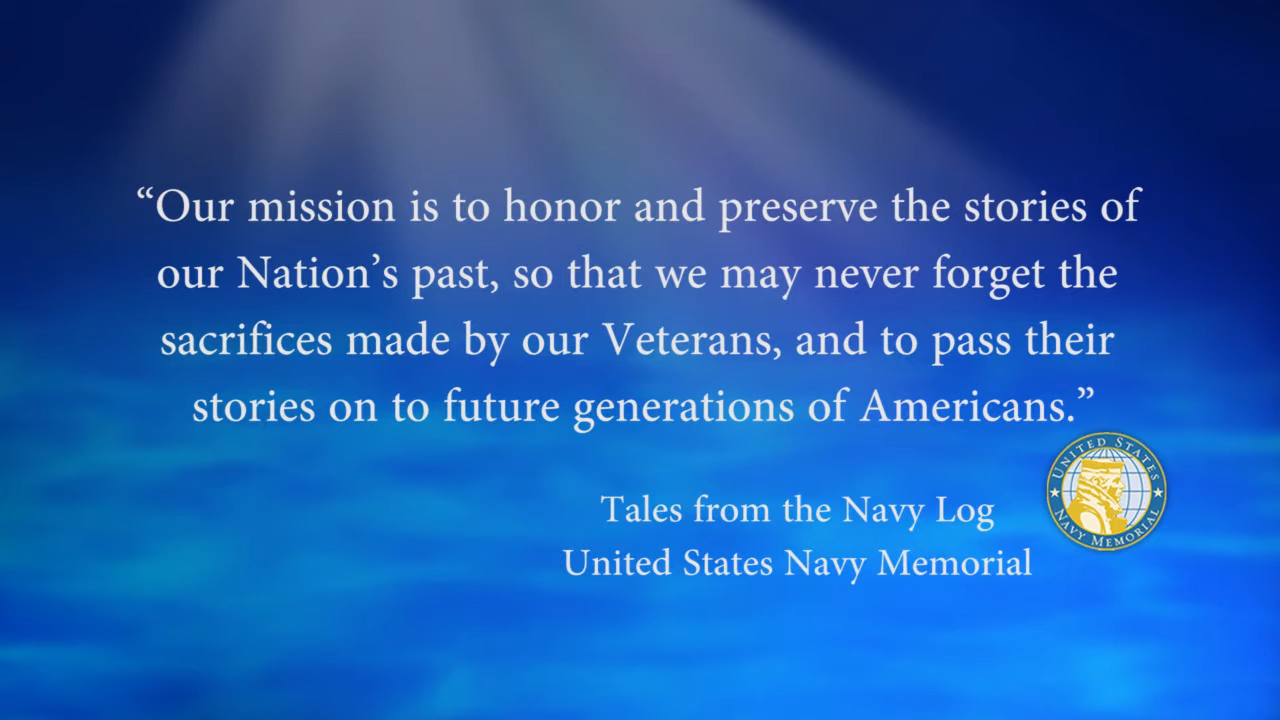 “Our mission is to honor and preserve the stories of
our Nation’s past, so that we may never forget the
sacrifices made by our Veterans, and to pass their
stories on to future generations of Americans.”
Tales from the Navy Log
United States Navy Memorial
UNITED STATES
NAVY MEMORIAL